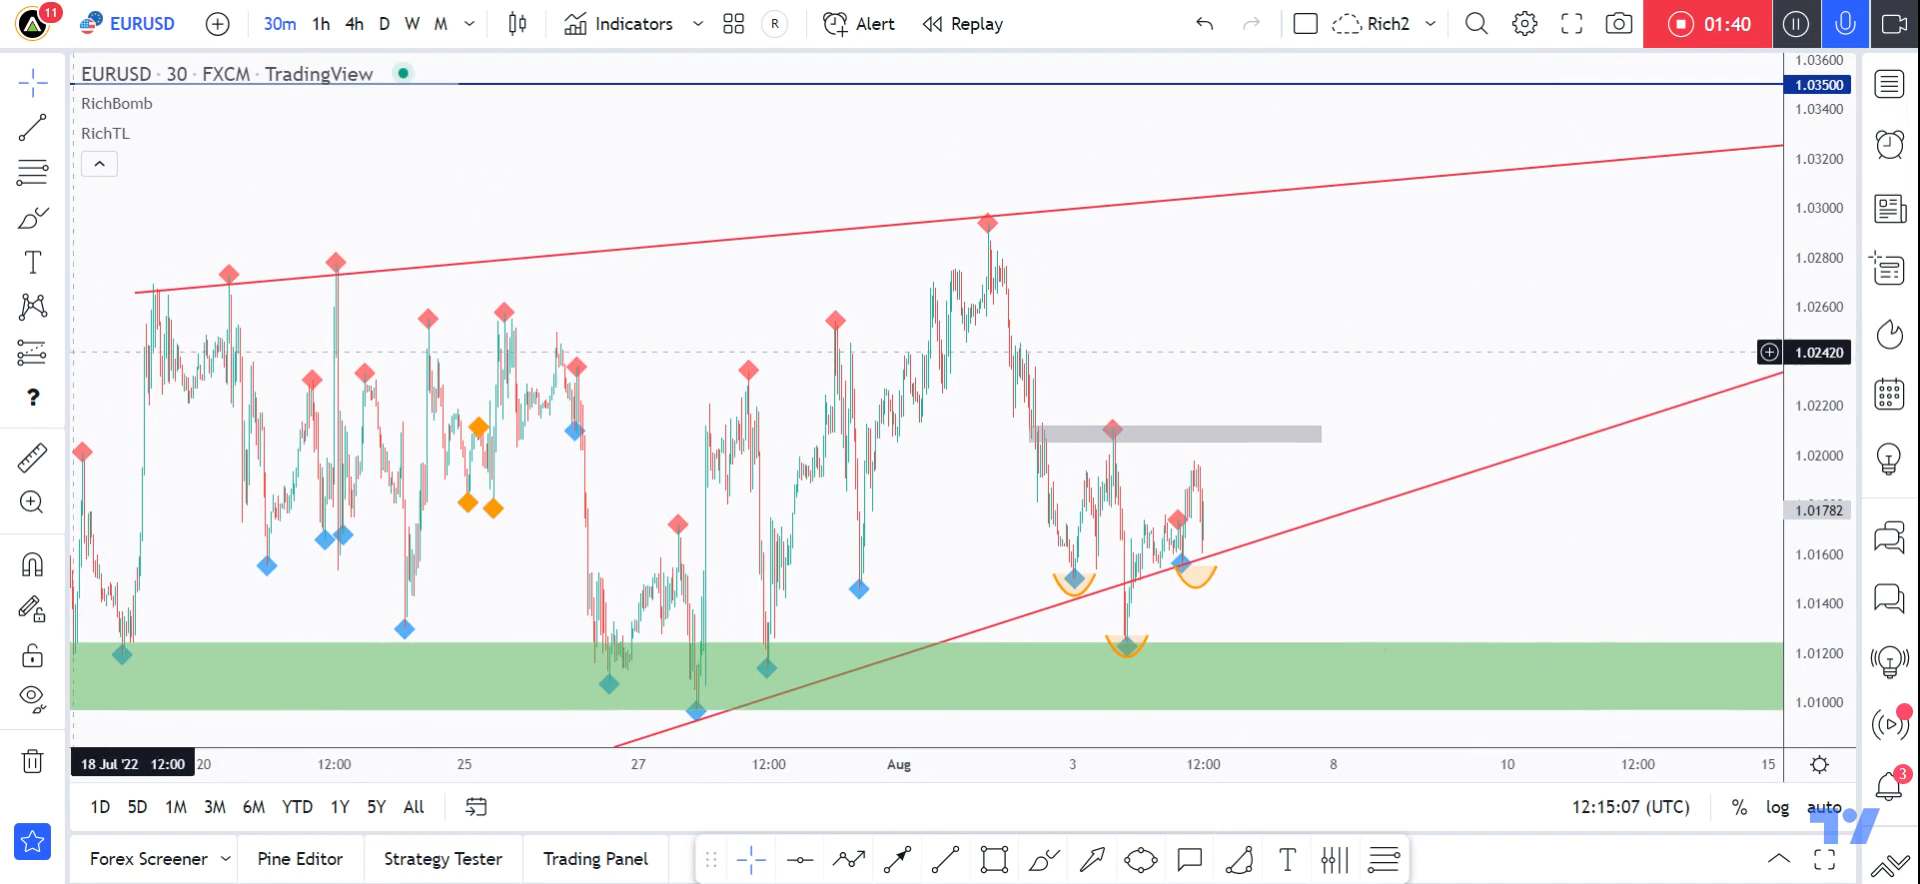 11
EURUSD
30m 1h 4h D W M
Indicators
R
Alert
Replay
Rich2
01:40
EURUSD · 30 · FXCM · TradingView
RichBomb
RichTL
1.03600
1.03500
1.03400
1.03200
1.03000
1.02800
1.02600
1.02420
1.02200
1.02000
1.01782
1.01600
1.01400
1.01200
1.01000
T
?
18 Jul '22 12:00 20 12:00 25 27 12:00 Aug 3 12:00 8 10 12:00 15
3
1D 5D 1M 3M 6M YTD 1Y 5Y All
12:15:07 (UTC) % log auto
Forex Screener Pine Editor Strategy Tester Trading Panel
T